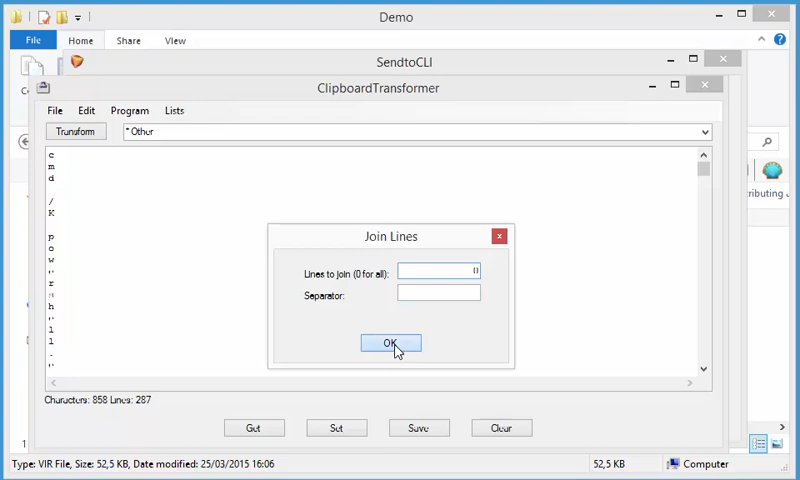 Demo
File
Home
Share
View
SendtoCLI
ClipboardTransformer
File
Edit
Program
Lists
Transform
* Other
c
m
d
/
K
p
o
w
r
s
h
l
l
.
Join Lines
x
Lines to join (0 for all):
0
Separator:
OK
Characters: 858 Lines: 287
Get
Set
Save
Clear
Type: VIR File, Size: 52,5 KB, Date modified: 25/03/2015 16:06
52,5 KB
Computer